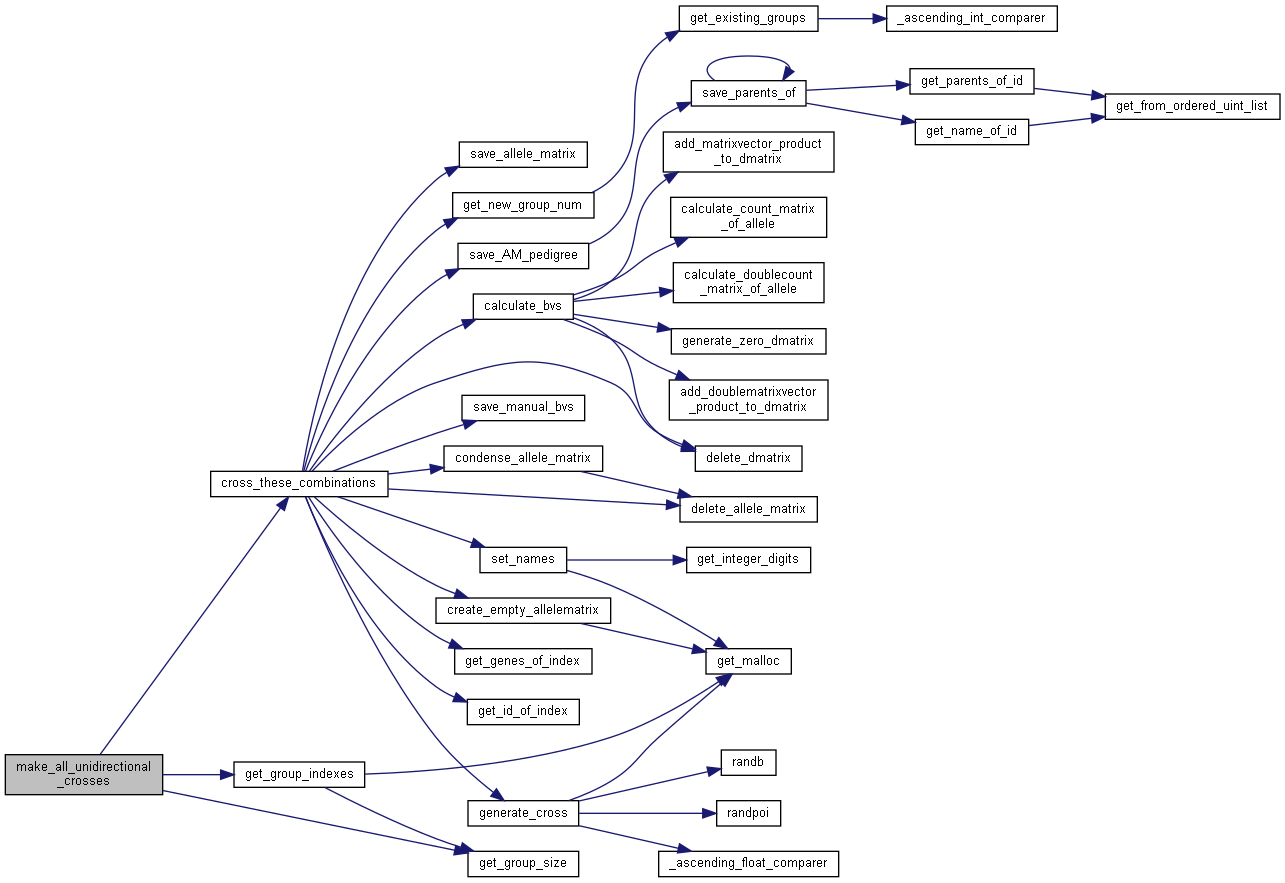 get_existing_groups
_ascending_int_comparer
save_parents_of
get_parents_of_id
get_from_ordered_uint_list
get_name_of_id
save_allele_matrix
add_matrixvector_product
_to_dmatrix
get_new_group_num
calculate_count_matrix
_of_allele
save_AM_pedigree
calculate_doublecount
_matrix_of_allele
calculate_bvs
generate_zero_dmatrix
add_doublematrixvector
_product_to_dmatrix
save_manual_bvs
condense_allele_matrix
delete_dmatrix
cross_these_combinations
delete_allele_matrix
set_names
get_integer_digits
create_empty_allelematrix
get_genes_of_index
get_malloc
get_id_of_index
make_all_unidirectional
_crosses
get_group_indexes
randb
generate_cross
randpoi
get_group_size
_ascending_float_comparer